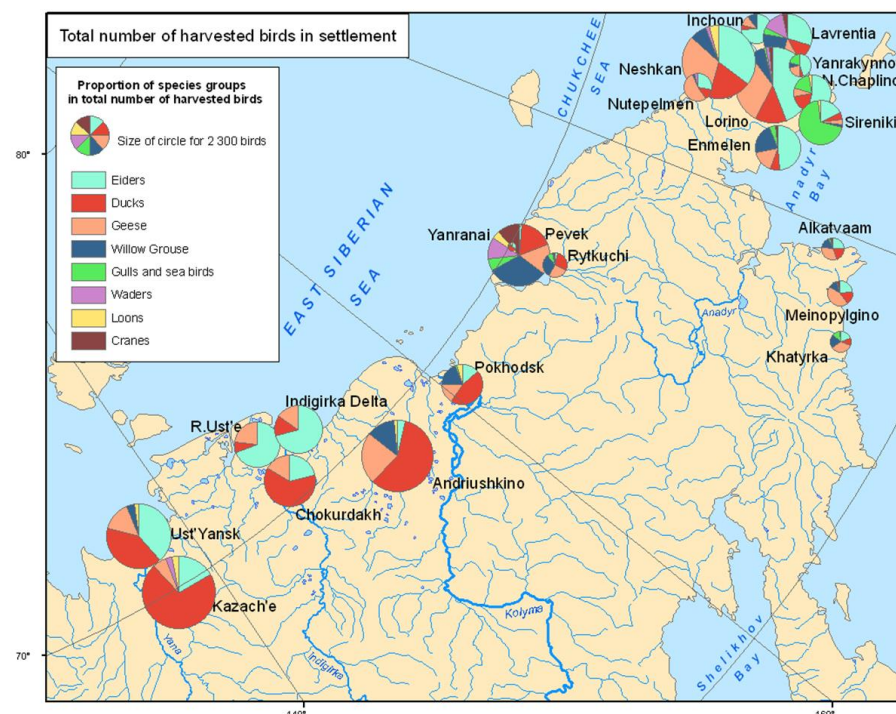 Total number of harvested birds in settlement
Proportion of species groups
in total number of harvested birds
Size of circle for 2 300 birds
Eiders
Ducks
Geese
Willow Grouse
Gulls and sea birds
Waders
Loons
Cranes
CHUKCHEE
SEA
Inchoun
Lavrentia
Neshkan
Yanrakynno
N.Chaplino
Nutepelmen
Lorino
Sireniki
Enmelen
80°
Anadyr
Bay
EAST SIBERIAN
SEA
Alkatvaam
Yanranai
Pevek
Rytkuchi
Anadyr
Meinopylgino
Khatyrka
Pokhodsk
Indigirka Delta
R.Ust'e
Andriushkino
Chokurdakh
Ust'Yansk
Kazach'e
Kolyma
Shelikhov
Bay
Yana
Indigirka
70°